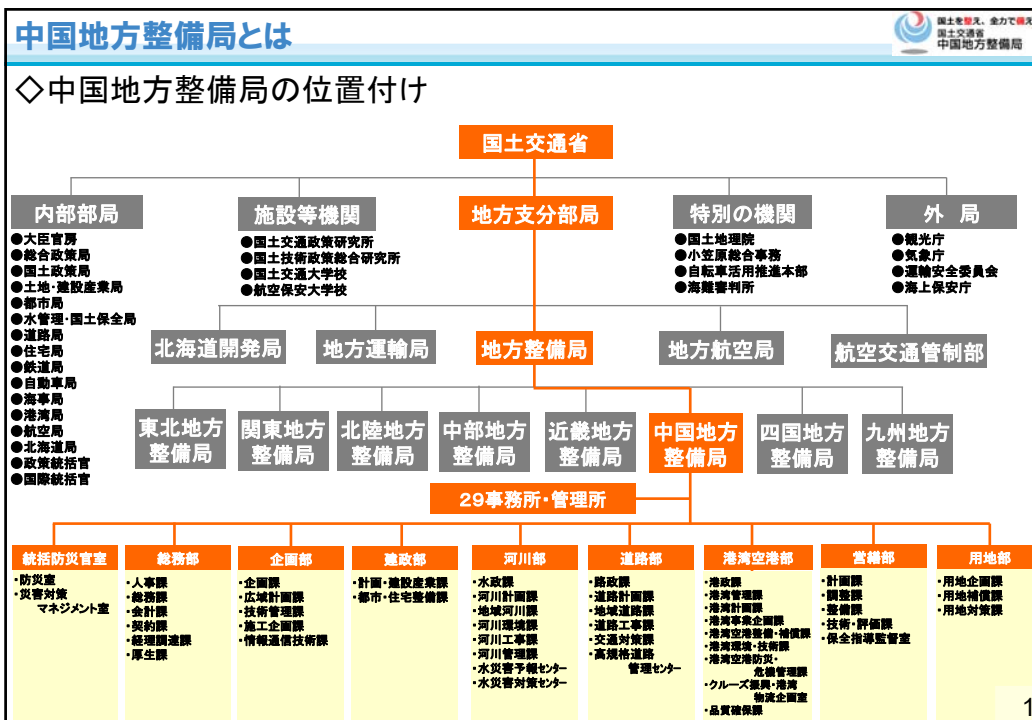 中国地方整備局とは
国土を整え、全力で備え
国土交通省
中国地方整備局
◇中国地方整備局の位置付け
国土交通省
内部部局
施設等機関
地方支分部局
特別の機関
外 局
●大臣官房
●総合政策局
●国土政策局
●土地・建設産業局
●都市局
●水管理・国土保全局
●道路局
●住宅局
●鉄道局
●自動車局
●海事局
●港湾局
●航空局
●北海道局
●政策統括官
●国際統括官
●国土交通政策研究所
●国土技術政策総合研究所
●国土交通大学校
●航空保安大学校
●国土地理院
●小笠原総合事務
●自転車活用推進本部
●海難審判所
●観光庁
●気象庁
●運輸安全委員会
●海上保安庁
北海道開発局
地方運輸局
地方整備局
地方航空局
航空交通管制部
東北地方
整備局
関東地方
整備局
北陸地方
整備局
中部地方
整備局
近畿地方
整備局
中国地方
整備局
四国地方
整備局
九州地方
整備局
29事務所・管理所
統括防災官室
・防災室
・災害対策
マネジメント室
総務部
・人事課
・総務課
・会計課
・契約課
・経理調達課
・厚生課
企画部
・企画課
・広域計画課
・技術管理課
・施工企画課
・情報通信技術課
建政部
・計画・建設産業課
・都市・住宅整備課
河川部
・水政課
・河川計画課
・地域河川課
・河川環境課
・河川工事課
・河川管理課
・水災害予報センター
・水災害対策センター
道路部
・路政課
・道路計画課
・地域道路課
・道路工事課
・交通対策課
・高規格道路
管理センター
港湾空港部
・港政課
・港湾管理課
・港湾計画課
・港湾事業企画課
・港湾空港整備・補償課
・港湾環境・技術課
・港湾空港防災・
危機管理課
・クルーズ振興・港湾
物流企画室
・品質確保課
営繕部
・計画課
・調整課
・整備課
・技術・評価課
・保全指導監督室
用地部
・用地企画課
・用地補償課
・用地対策課
1